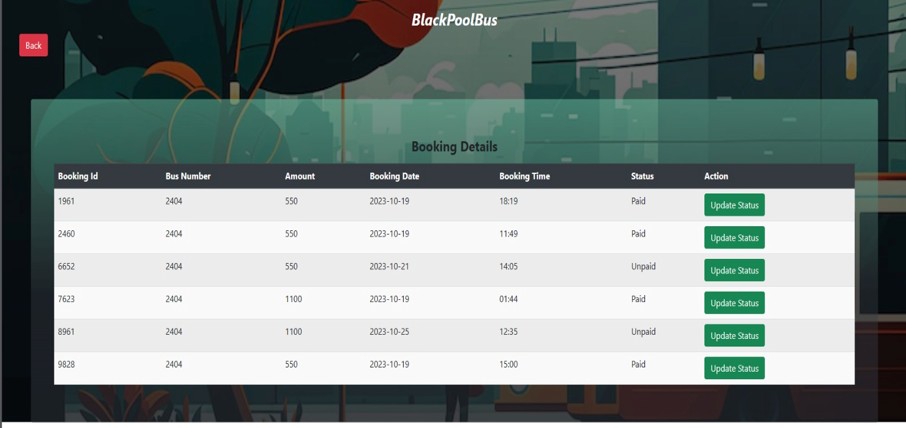 BlackPoolBus
Back
Booking Details
Booking Id Bus Number Amount Booking Date Booking Time Status Action
1961 2404 550 2023-10-19 18:19 Paid Update Status
2460 2404 550 2023-10-19 11:49 Paid Update Status
6652 2404 550 2023-10-21 14:05 Unpaid Update Status
7623 2404 1100 2023-10-19 01:44 Paid Update Status
8961 2404 1100 2023-10-25 12:35 Unpaid Update Status
9828 2404 550 2023-10-19 15:00 Paid Update Status